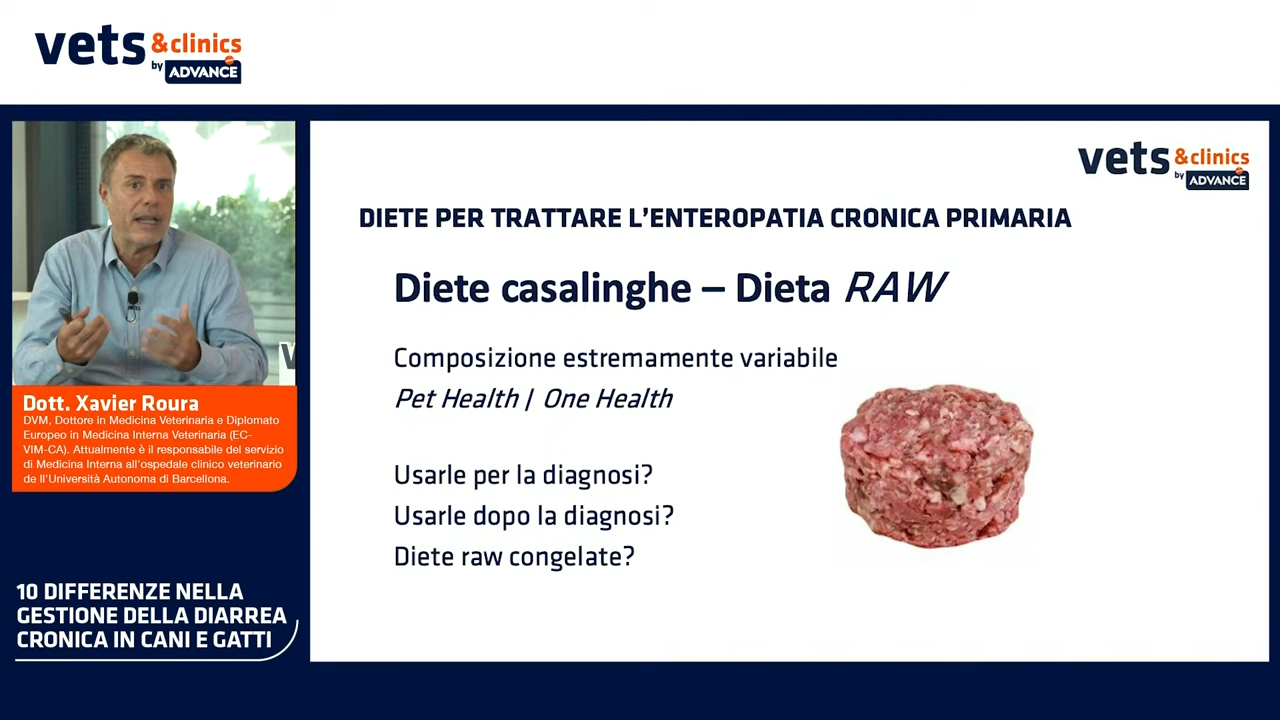 vets &clinics
by ADVANCE
vets &clinics
by ADVANCE
DIETE PER TRATTARE L'ENTEROPATIA CRONICA PRIMARIA
Diete casalinghe – Dieta RAW
Composizione estremamente variabile
Pet Health | One Health
Usarle per la diagnosi?
Usarle dopo la diagnosi?
Diete raw congelate?
Dott. Xavier Roura
DVM, Dottore in Medicina Veterinaria e Diplomato
Europeo in Medicina Interna Veterinaria (EC-
VIM-CA). Attualmente è il responsabile del servizio
di Medicina Interna all'ospedale clinico veterinario
de ll'Università Autonoma di Barcellona.
10 DIFFERENZE NELLA
GESTIONE DELLA DIARREA
CRONICA IN CANI E GATTI